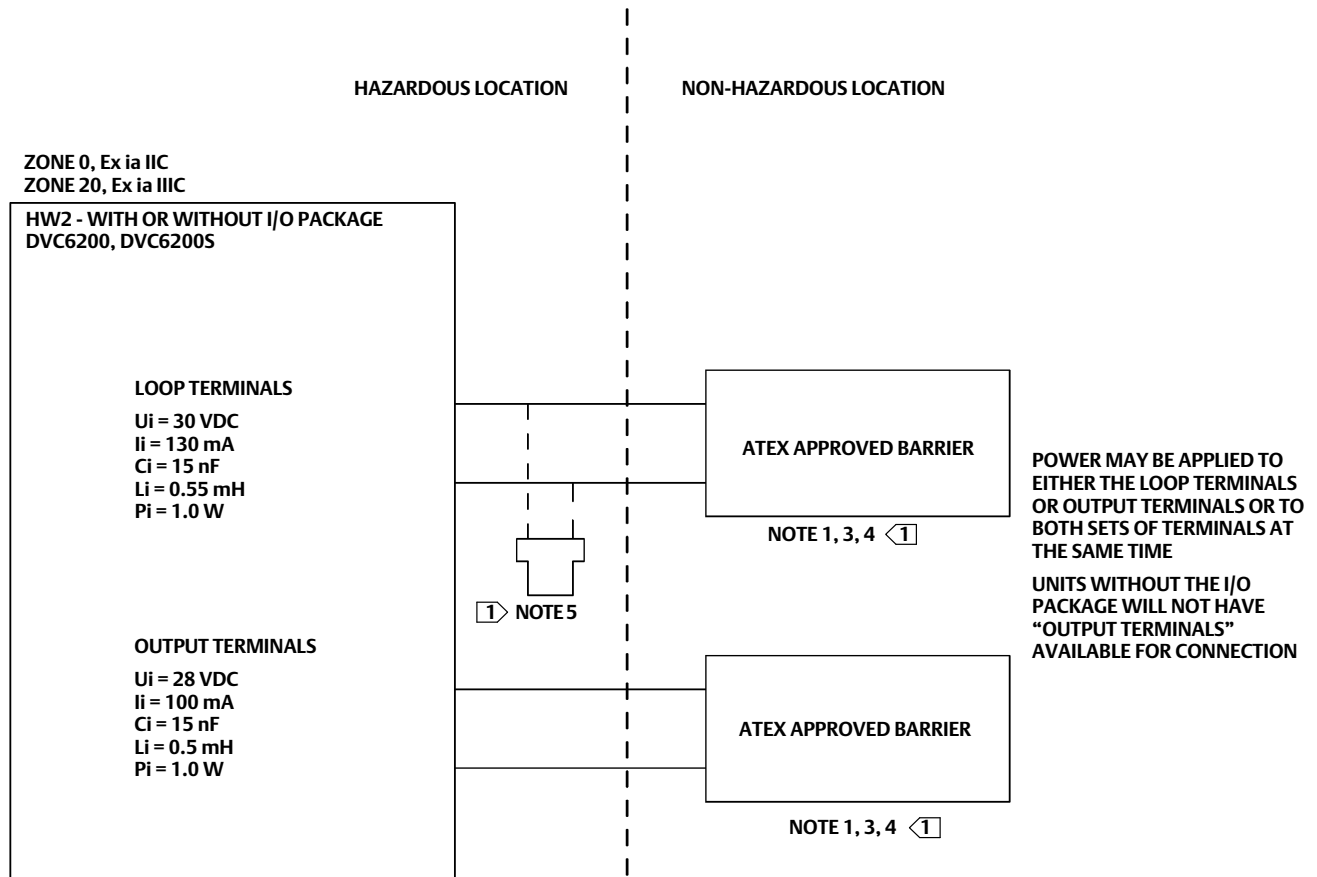 HAZARDOUS LOCATION
NON-HAZARDOUS LOCATION
ZONE 0, Ex ia IIC
ZONE 20, Ex ia IIIC
HW2 - WITH OR WITHOUT I/O PACKAGE
DVC6200, DVC6200S
LOOP TERMINALS
Ui = 30 VDC
Ii = 130 mA
Ci = 15 nF
Li = 0.55 mH
Pi = 1.0 W
ATEX APPROVED BARRIER
NOTE 1, 3, 4 1
1 NOTE 5
POWER MAY BE APPLIED TO
EITHER THE LOOP TERMINALS
OR OUTPUT TERMINALS OR TO
BOTH SETS OF TERMINALS AT
THE SAME TIME
UNITS WITHOUT THE I/O
PACKAGE WILL NOT HAVE
“OUTPUT TERMINALS”
AVAILABLE FOR CONNECTION
OUTPUT TERMINALS
Ui = 28 VDC
Ii = 100 mA
Ci = 15 nF
Li = 0.5 mH
Pi = 1.0 W
ATEX APPROVED BARRIER
NOTE 1, 3, 4 1